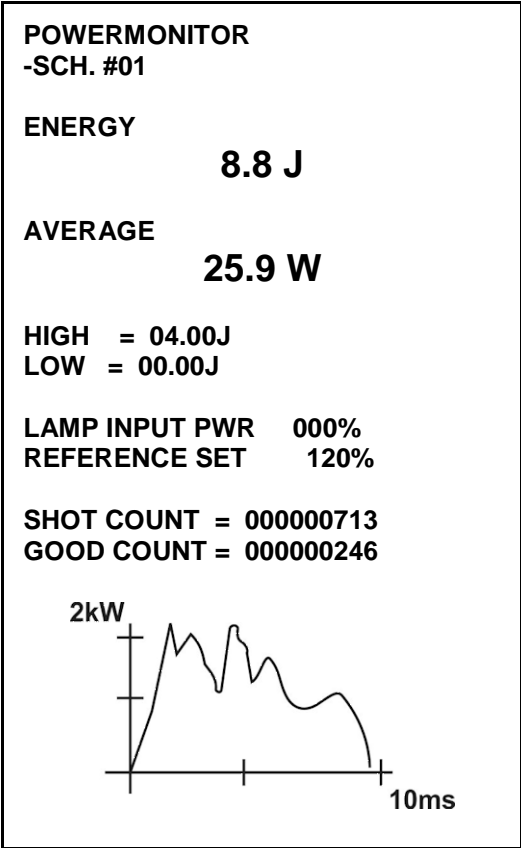 POWERMONITOR
-SCH. #01
ENERGY
8.8 J
AVERAGE
25.9 W
HIGH = 04.00J
LOW = 00.00J
LAMP INPUT PWR 000%
REFERENCE SET 120%
SHOT COUNT = 000000713
GOOD COUNT = 000000246
2kW
10ms